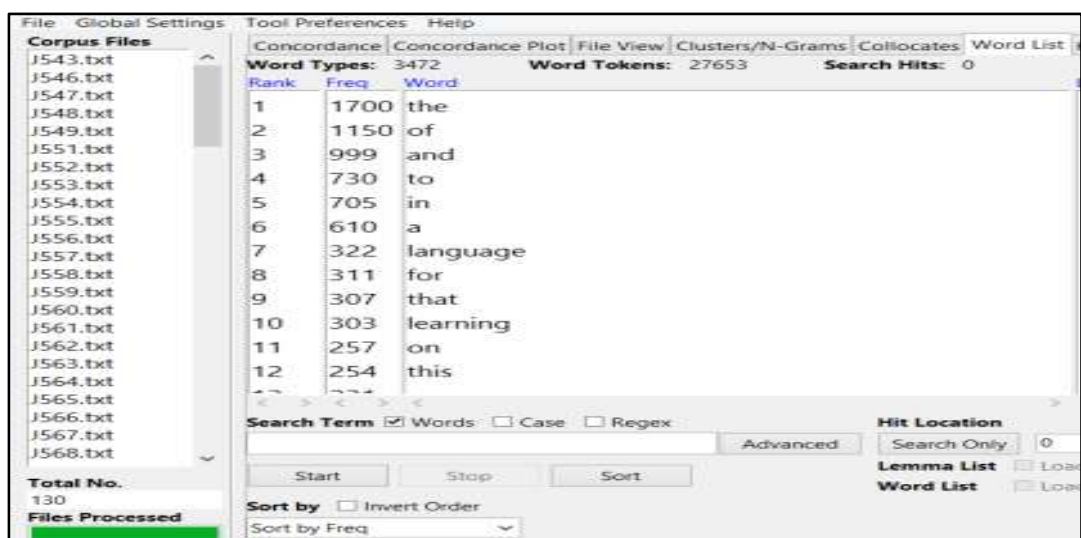 File Global Settings Tool Preferences Help
Corpus Files
J543.txt
J546.txt
J547.txt
J548.txt
J549.txt
J551.txt
J552.txt
J553.txt
J554.txt
J555.txt
J556.txt
J557.txt
J558.txt
J559.txt
J560.txt
J561.txt
J562.txt
J563.txt
J564.txt
J565.txt
J566.txt
J567.txt
J568.txt
Total No.
130
Files Processed
Concordance Concordance Plot File View Clusters/N-Grams Collocates Word List
Word Types: 3472 Word Tokens: 27653 Search Hits: 0
Rank Freq Word
1 1700 the
2 1150 of
3 999 and
4 730 to
5 705 in
6 610 a
7 322 language
8 311 for
9 307 that
10 303 learning
11 257 on
12 254 this
Search Term Words Case Regex Hit Location
Advanced Search Only 0
Start Stop Sort Lemma List
Word List
Sort by Invert Order
Sort by Freq